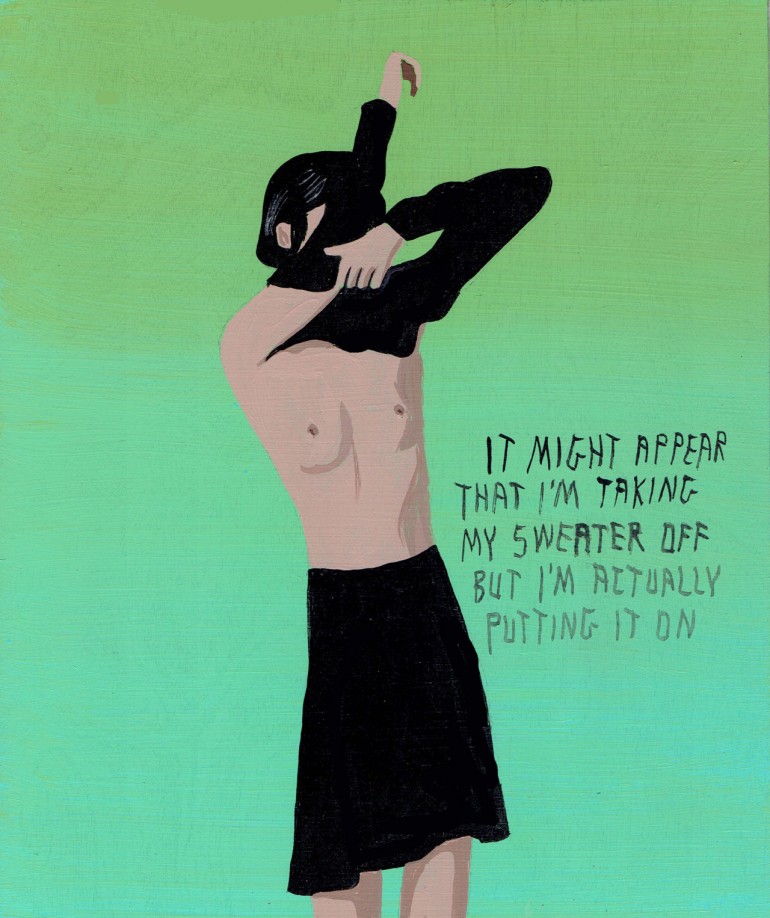 IT MIGHT APPEAR
THAT I'M TAKING
MY SWEATER OFF
BUT I'M ACTUALLY
PUTTING IT ON